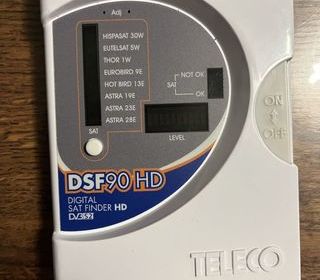 Adj
HISPASAT 30W
EUTELSAT 5W
THOR 1W
EUROBIRD 9E
HOT BIRD 13E
ASTRA 19E
ASTRA 23E
ASTRA 28E
SAT
NOT OK
SAT
OK
LEVEL
ON
OFF
DSF90 HD
DIGITAL
SAT FINDER HD
DVB S2
TELECO